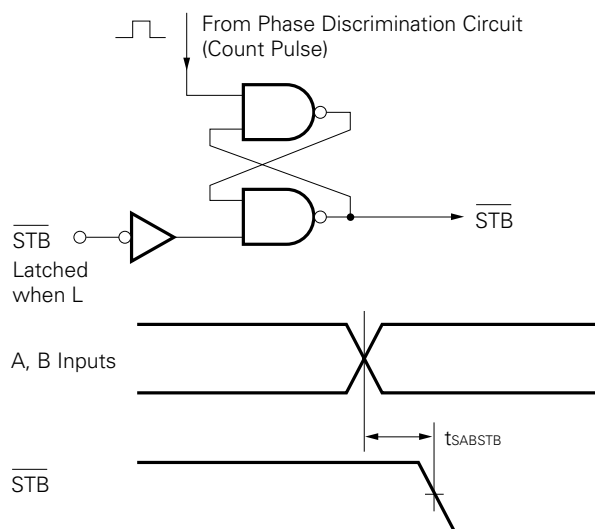 From Phase Discrimination Circuit
(Count Pulse)
STB
STB
Latched
when L
A, B Inputs
tSABSTB
STB